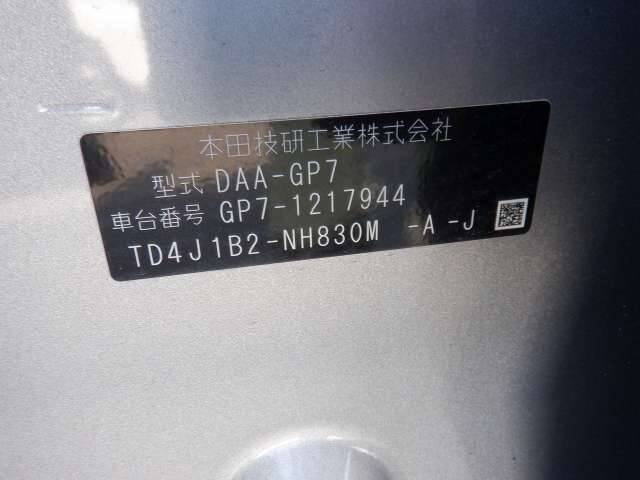 本田技研工業株式会社
型式 DAA-GP7
車台番号 GP7-1217944
TD4J1B2-NH830M -A -J